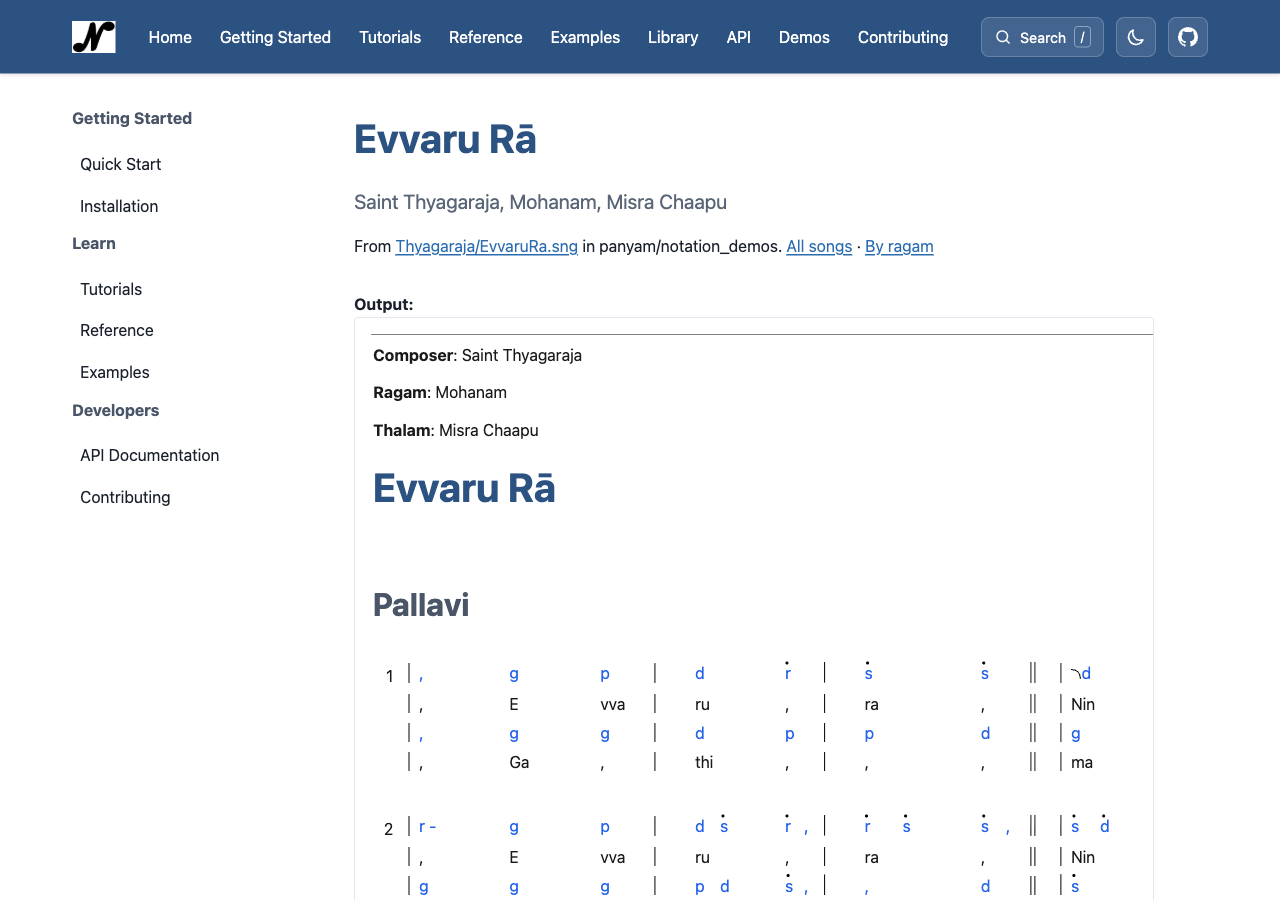 N Home Getting Started Tutorials Reference Examples Library API Demos Contributing Search /
Getting Started
Quick Start
Installation
Learn
Tutorials
Reference
Examples
Developers
API Documentation
Contributing
Evvaru Rā
Saint Thyagaraja, Mohanam, Misra Chaapu
From Thyagaraja/EvvaruRa.sng in panyam/notation_demos. All songs · By ragam
Output:
Composer: Saint Thyagaraja
Ragam: Mohanam
Thalam: Misra Chaapu
Evvaru Rā
Pallavi
1 | , g p | d ṙ | ṡ ṡ || | d
| , E vva | ru , | ra , || | Nin
| , g g | d p | p d || | g
| , Ga , | thi , | , , || | ma
2 | r - g p | d ṡ ṙ , | ṙ ṡ ṡ , || | ṡ ḋ
| , E vva | ru , | ra , || | Nin
| g g g | p d ṡ , | , d || | ṡ